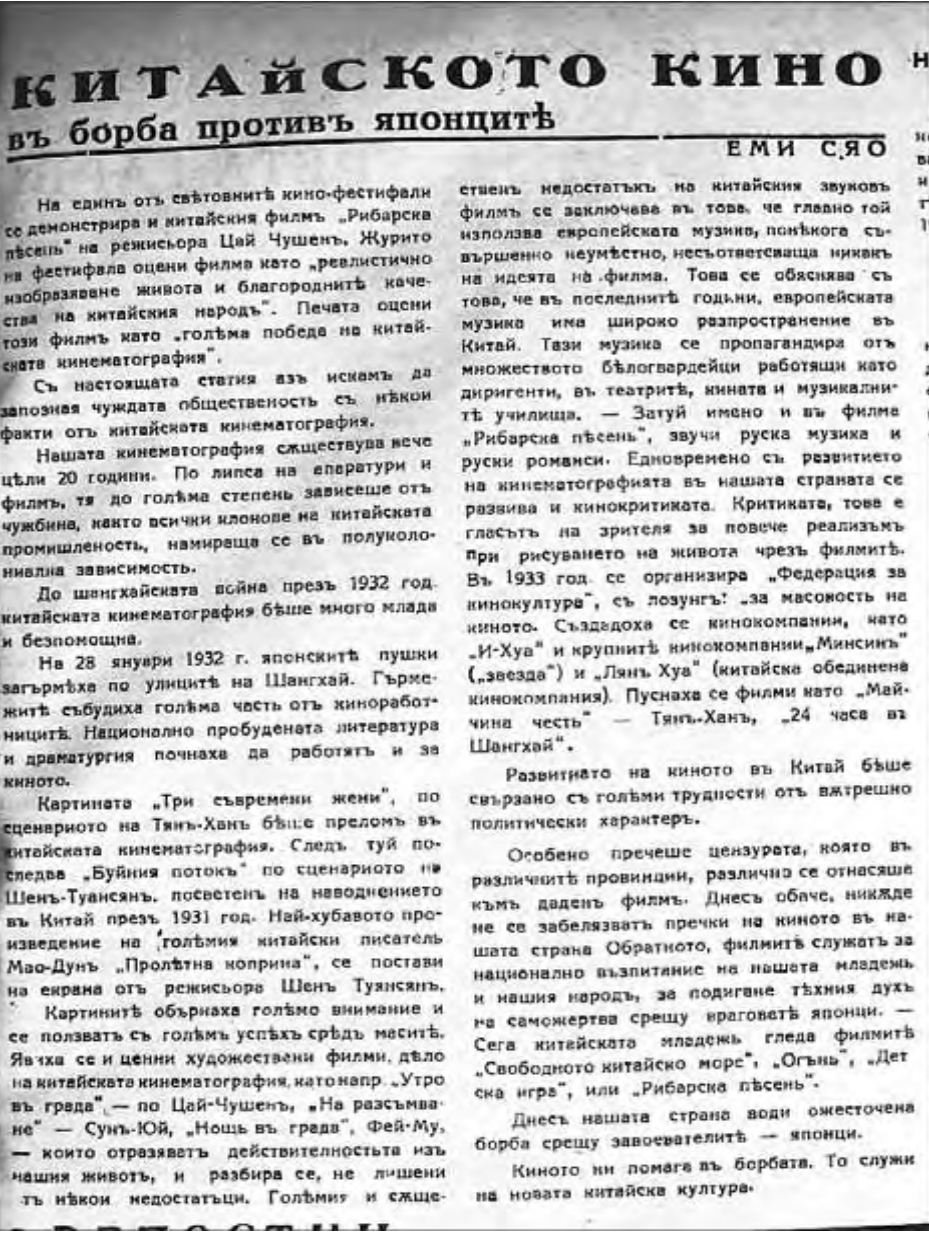 КИТАЙСКОТО КИНО
въ борба противъ японцитѣ
ЕМИ СЯО
На единъ отъ свѣтовнитѣ кино-фестифали
се демонстрира и китайския филмъ „Рибарска
пѣсень" на режисьора Цай Чушенъ. Журито
на фестифала оцени филма като „реалистично
изобразяване живота и благороднитѣ каче-
ства на китайския народъ". Печата оцени
този филмъ като „голѣма победа на китай-
ската кинематография".
Съ настоящата статия азъ искамъ да
запозная чуждата общественость съ нѣкои
факти отъ китайската кинематография.
Нашата кинематография сѫществува вече
цѣли 20 години. По липса на апаратури и
филмъ, тя до голѣма степень зависеше отъ
чужбина, както всички клонове на китайската
промишленость, намираща се въ полуколо-
ниална зависимость.
До шангхайската война презъ 1932 год.
китайската кинематография бѣше много млада
и безпомощна.
На 28 януари 1932 г. японскитѣ пушки
загърмѣха по улицитѣ на Шангхай. Гърме-
житѣ събудиха голѣма часть отъ киноработ-
ницитѣ. Национално пробудената литература
и драматургия почнаха да работятъ и за
киното.
Картината „Три съвремени жени", по
сценариото на Тянъ-Ханъ бѣше преломъ въ
китайската кинематография. Следъ туй по-
следва „Буйния потокъ" по сценариото на
Шенъ-Туансянъ, посветенъ на наводнението
въ Китай презъ 1931 год. Най-хубавото про-
изведение на голѣмия китайски писатель
Мао-Дунъ „Пролѣтна коприна", се постави
на екрана отъ режисьора Шенъ Туянсянъ.
Картинитѣ обърнаха голѣмо внимание и
се ползватъ съ голѣмъ успѣхъ срѣдъ маситѣ.
Явиха се и ценни художествени филми, дѣло
на китайската кинематография, като напр. „Утро
въ града", — по Цай-Чушенъ, „На разсъмва-
не" — Сунъ-Юй, „Нощь въ града", Фей-Му,
— които отразяватъ действителностьта изъ
нашия животъ, и разбира се, не лишени
тъ нѣкои недостатъци. Голѣмия и сѫще-
ственъ недостатъкъ на китайския звуковъ
филмъ се заключава въ това, че главно той
използва европейската музика, понѣкога съ-
вършенно неумѣстно, несъответсваща никакъ
на идеята на филма. Това се обяснява съ
това, че въ последнитѣ годьни, европейската
музика има широко разпространение въ
Китай. Тази музика се пропагандира отъ
множеството бѣлогвардейци работящи като
диригенти, въ театритѣ, кината и музикални-
тѣ училища. — Затуй имено и въ филма
„Рибарска пѣсень", звучи руска музика и
руски романси. Едновремено съ развитието
на кинематографията въ нашата страната се
развива и кинокритиката. Критиката, това е
гласътъ на зрителя за повече реализъмъ
при рисуването на живота чрезъ филмитѣ.
Въ 1933 год. се организира „Федерация за
кинокултура", съ лозунгъ: „за масовость на
киното. Създадоха се кинокомпании, като
„И-Хуа" и крупнитѣ кинокомпании „Минсинъ"
(„звезда") и „Лянъ Хуа" (китайска обединена
кинокомпания). Пуснаха се филми като „Май-
чина честь" — Тянъ-Ханъ, „24 часа въ
Шангхай".
Развитиато на киното въ Китай бѣше
свързано съ голѣми трудности отъ вѫтрешно
политически характеръ.
Особено пречеше цензурата, която въ
различнитѣ провинции, различно се отнасяше
къмъ даденъ филмъ. Днесъ обаче, никѫде
не се забелязватъ пречки на киното въ на-
шата страна Обратното, филмитѣ служатъ за
национално възпитание на нашата младежь
и нашия народъ, за подигане тѣхния духъ
на саможертва срещу враговетѣ японци. —
Сега китайската младежь гледа филмитѣ
„Свободното китайско море", „Огънь", „Дет
ска игра", или „Рибарска пѣсень".
Днесъ нашата страна води ожесточена
борба срещу завоевателитѣ — японци.
Киното ни помага въ борбата. То служи
на новата китайска култура.